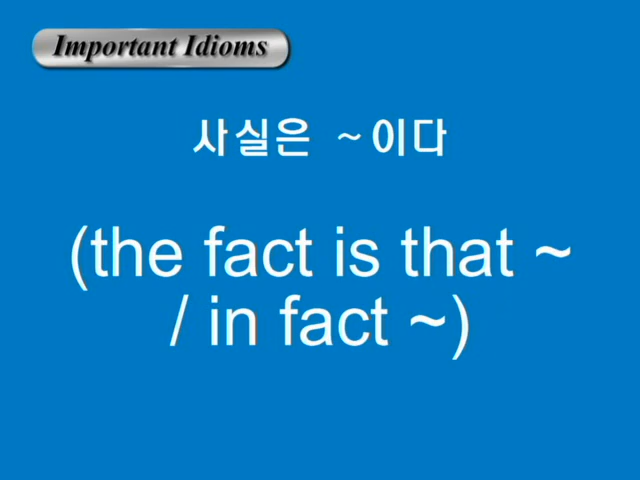 Important Idioms
사실은 ~이다
(the fact is that ~
/ in fact ~)